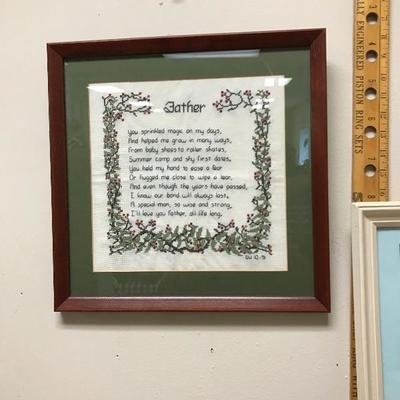 Father
You sprinkled magic on my days,
And helped me grow in many ways,
From baby shoes to roller skates,
Summer camp and shy first dates,
You held my hand to ease a fear
Or hugged me close to wipe a tear,
And even though the years have passed,
I know our bond will always last,
A special man, so wise and strong,
I'll love you father, all life long.
ALLY ENGINEERED PISTON RING SETS